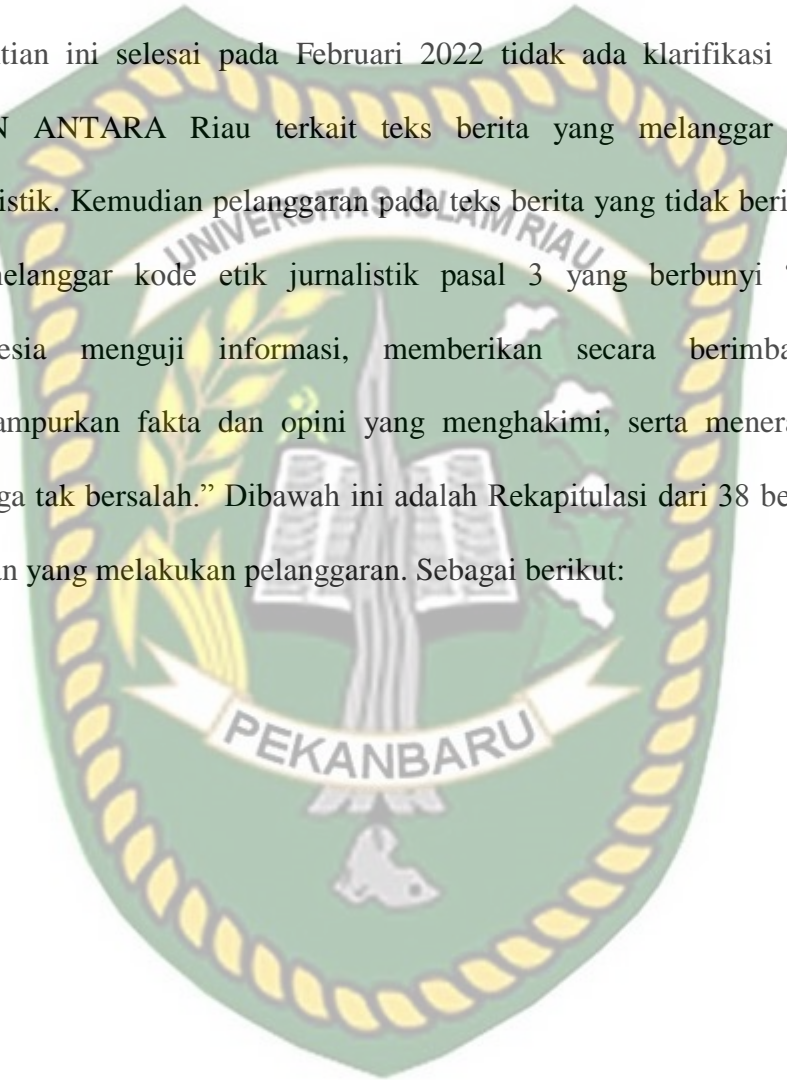 tian ini selesai pada Februari 2022 tidak ada klarifikasi
N ANTARA Riau terkait teks berita yang melanggar
istik. Kemudian pelanggaran pada teks berita yang tidak beri
melanggar kode etik jurnalistik pasal 3 yang berbunyi “
esia menguji informasi, memberikan secara berimba
ampurkan fakta dan opini yang menghakimi, serta menera
ga tak bersalah.” Dibawah ini adalah Rekapitulasi dari 38 be
an yang melakukan pelanggaran. Sebagai berikut:
UNIVERSITAS ISLAM RIAU
PEKANBARU